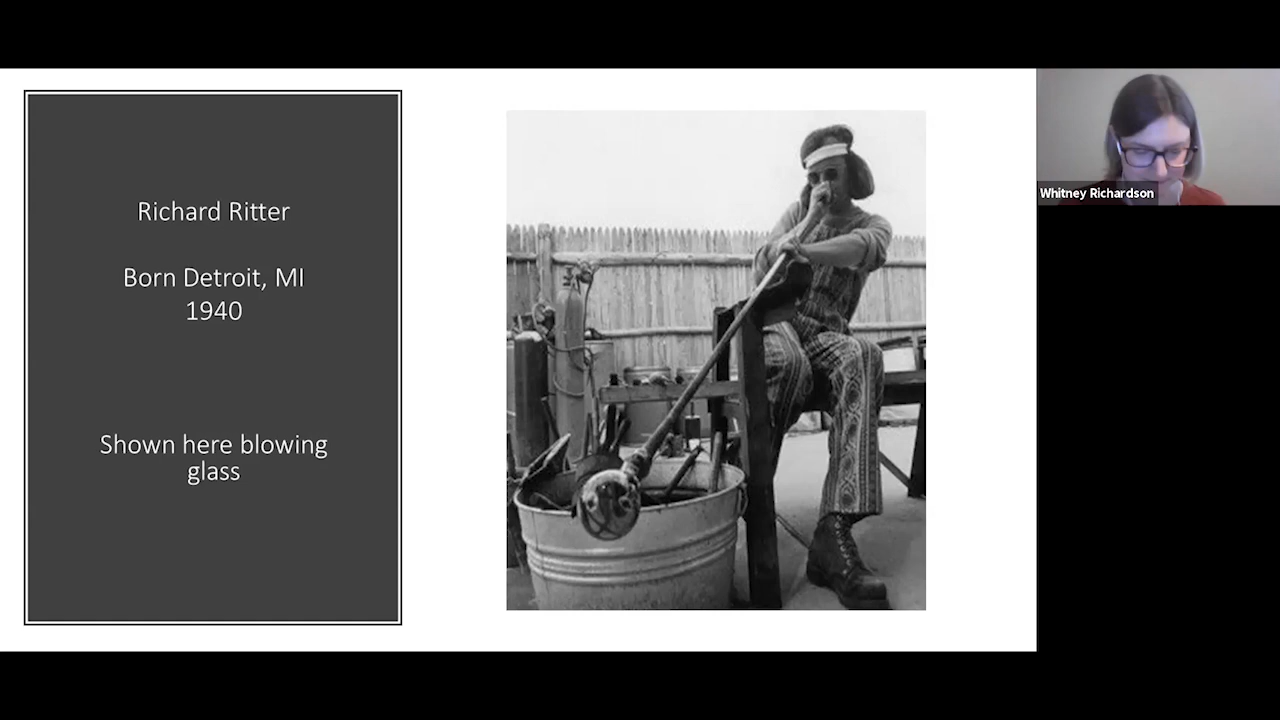 Richard Ritter
Born Detroit, MI
1940
Shown here blowing
glass
Whitney Richardson